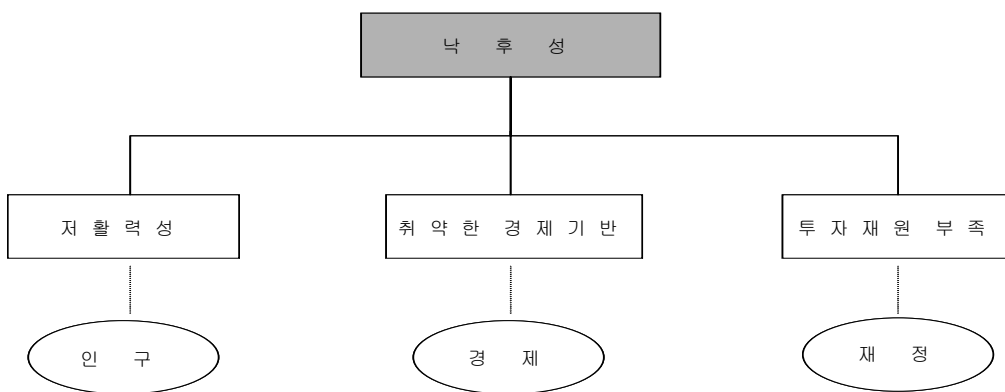 낙 후 성
저 활 력 성
취 약 한 경 제 기 반
투 자 재 원 부 족
인 구
경 제
재 정